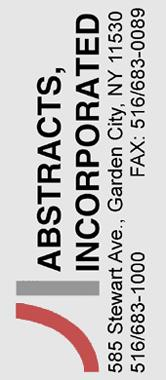 ABSTRACTS,
INCORPORATED
585 Stewart Ave., Garden City, NY 11530
516/683-1000 FAX: 516/683-0089